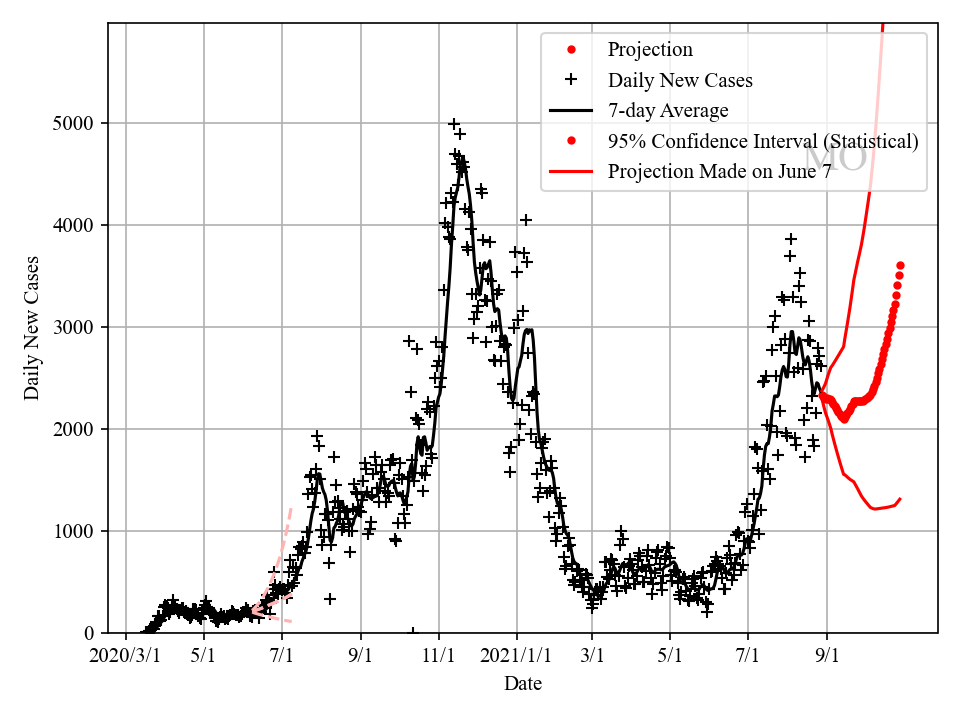 Projection
Daily New Cases
7-day Average
95% Confidence Interval (Statistical)
MO
Projection Made on June 7
5000
4000
3000
2000
1000
0
Daily New Cases
2020/3/1 5/1 7/1 9/1 11/1 2021/1/1 3/1 5/1 7/1 9/1
Date